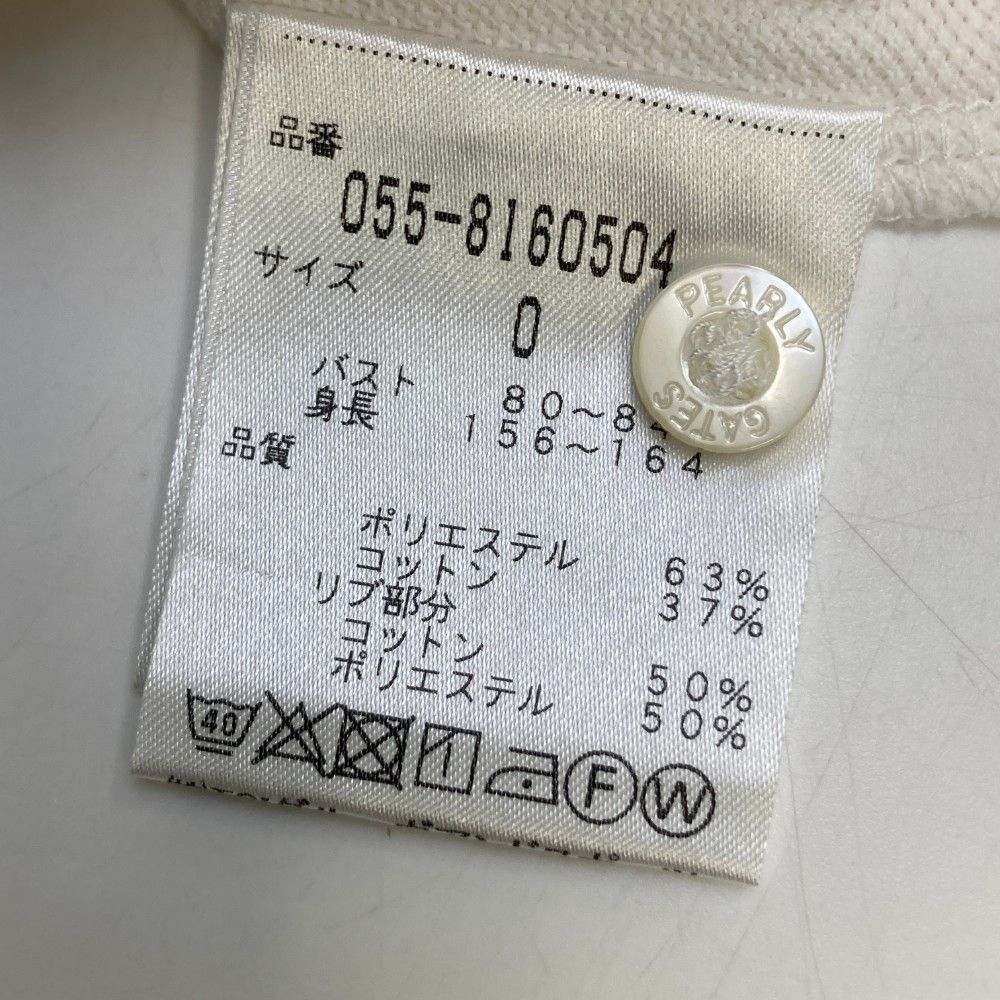 品番
055-8160504
サイズ
0
バスト 80~84
身長 156~164
品質
ポリエステル 63%
コットン 37%
リブ部分
コットン 50%
ポリエステル 50%
40
F
W
PEARLY
GATES